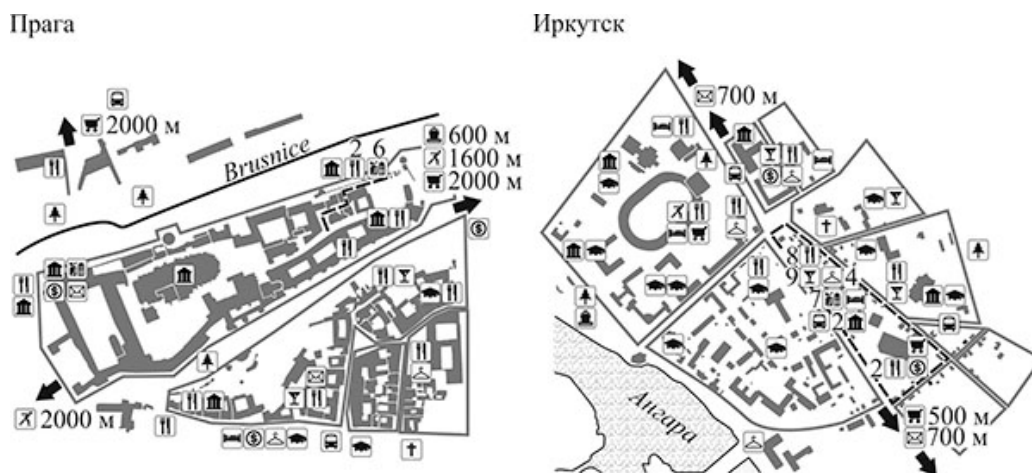 Прага
Иркутск
2000 м
Brusnice
2 6
600 м
1600 м
2000 м
2000 м
700 м
8
9
4
7
2
2
500 м
700 м
Ангара